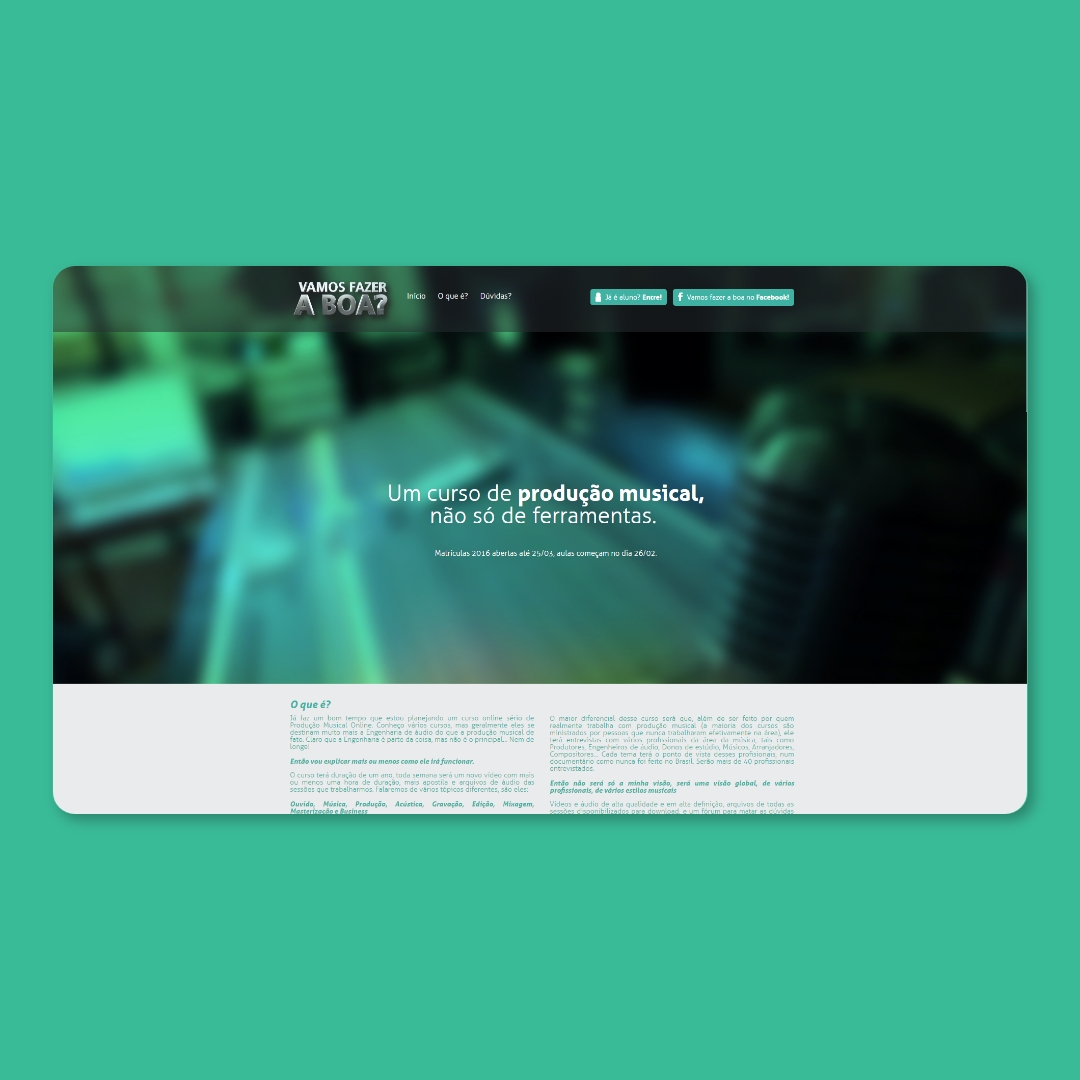 VAMOS FAZER
A BOA?
Início
O que é?
Dúvidas?
Já é aluno? Entre!
Vamos fazer a boa no Facebook!
Um curso de produção musical,
não só de ferramentas.
Matrículas 2016 abertas até 25/03, aulas começam no dia 26/02.
O que é?
Já faz um bom tempo que estou planejando um curso online sério de
Produção Musical Online. Conheço vários cursos, mas geralmente eles se
destinam muito mais a Engenharia de áudio do que a produção musical de
fato. Claro que a Engenharia é parte da coisa, mas não é o principal... Nem de
longe!
Então vou explicar mais ou menos como ele irá funcionar.
O curso terá duração de um ano, toda semana será um novo vídeo com mais
ou menos uma hora de duração, mais apostila e arquivos de áudio das
sessões que trabalharmos. Falaremos de vários tópicos diferentes, são eles:
Ouvido, Música, Produção, Acústica, Gravação, Edição, Mixagem,
Masterização e Business
O maior diferencial desse curso será que, além de ser feito por quem
realmente trabalha com produção musical (a maioria dos cursos são
ministrados por pessoas que nunca trabalharam efetivamente na área), ele
terá entrevistas com vários profissionais da área da música, tais como
Produtores, Engenheiros de áudio, Donos de estúdio, Músicos, Arranjadores,
Compositores... Cada tema terá o ponto de vista desses profissionais, num
documentário como nunca foi feito no Brasil. Serão mais de 40 profissionais
entrevistados.
Então não será só a minha visão, será uma visão global, de vários
profissionais, de vários estilos musicais
Vídeos e áudio de alta qualidade e em alta definição, arquivos de todas as
sessões disponibilizados para download, e um fórum para matar as dúvidas